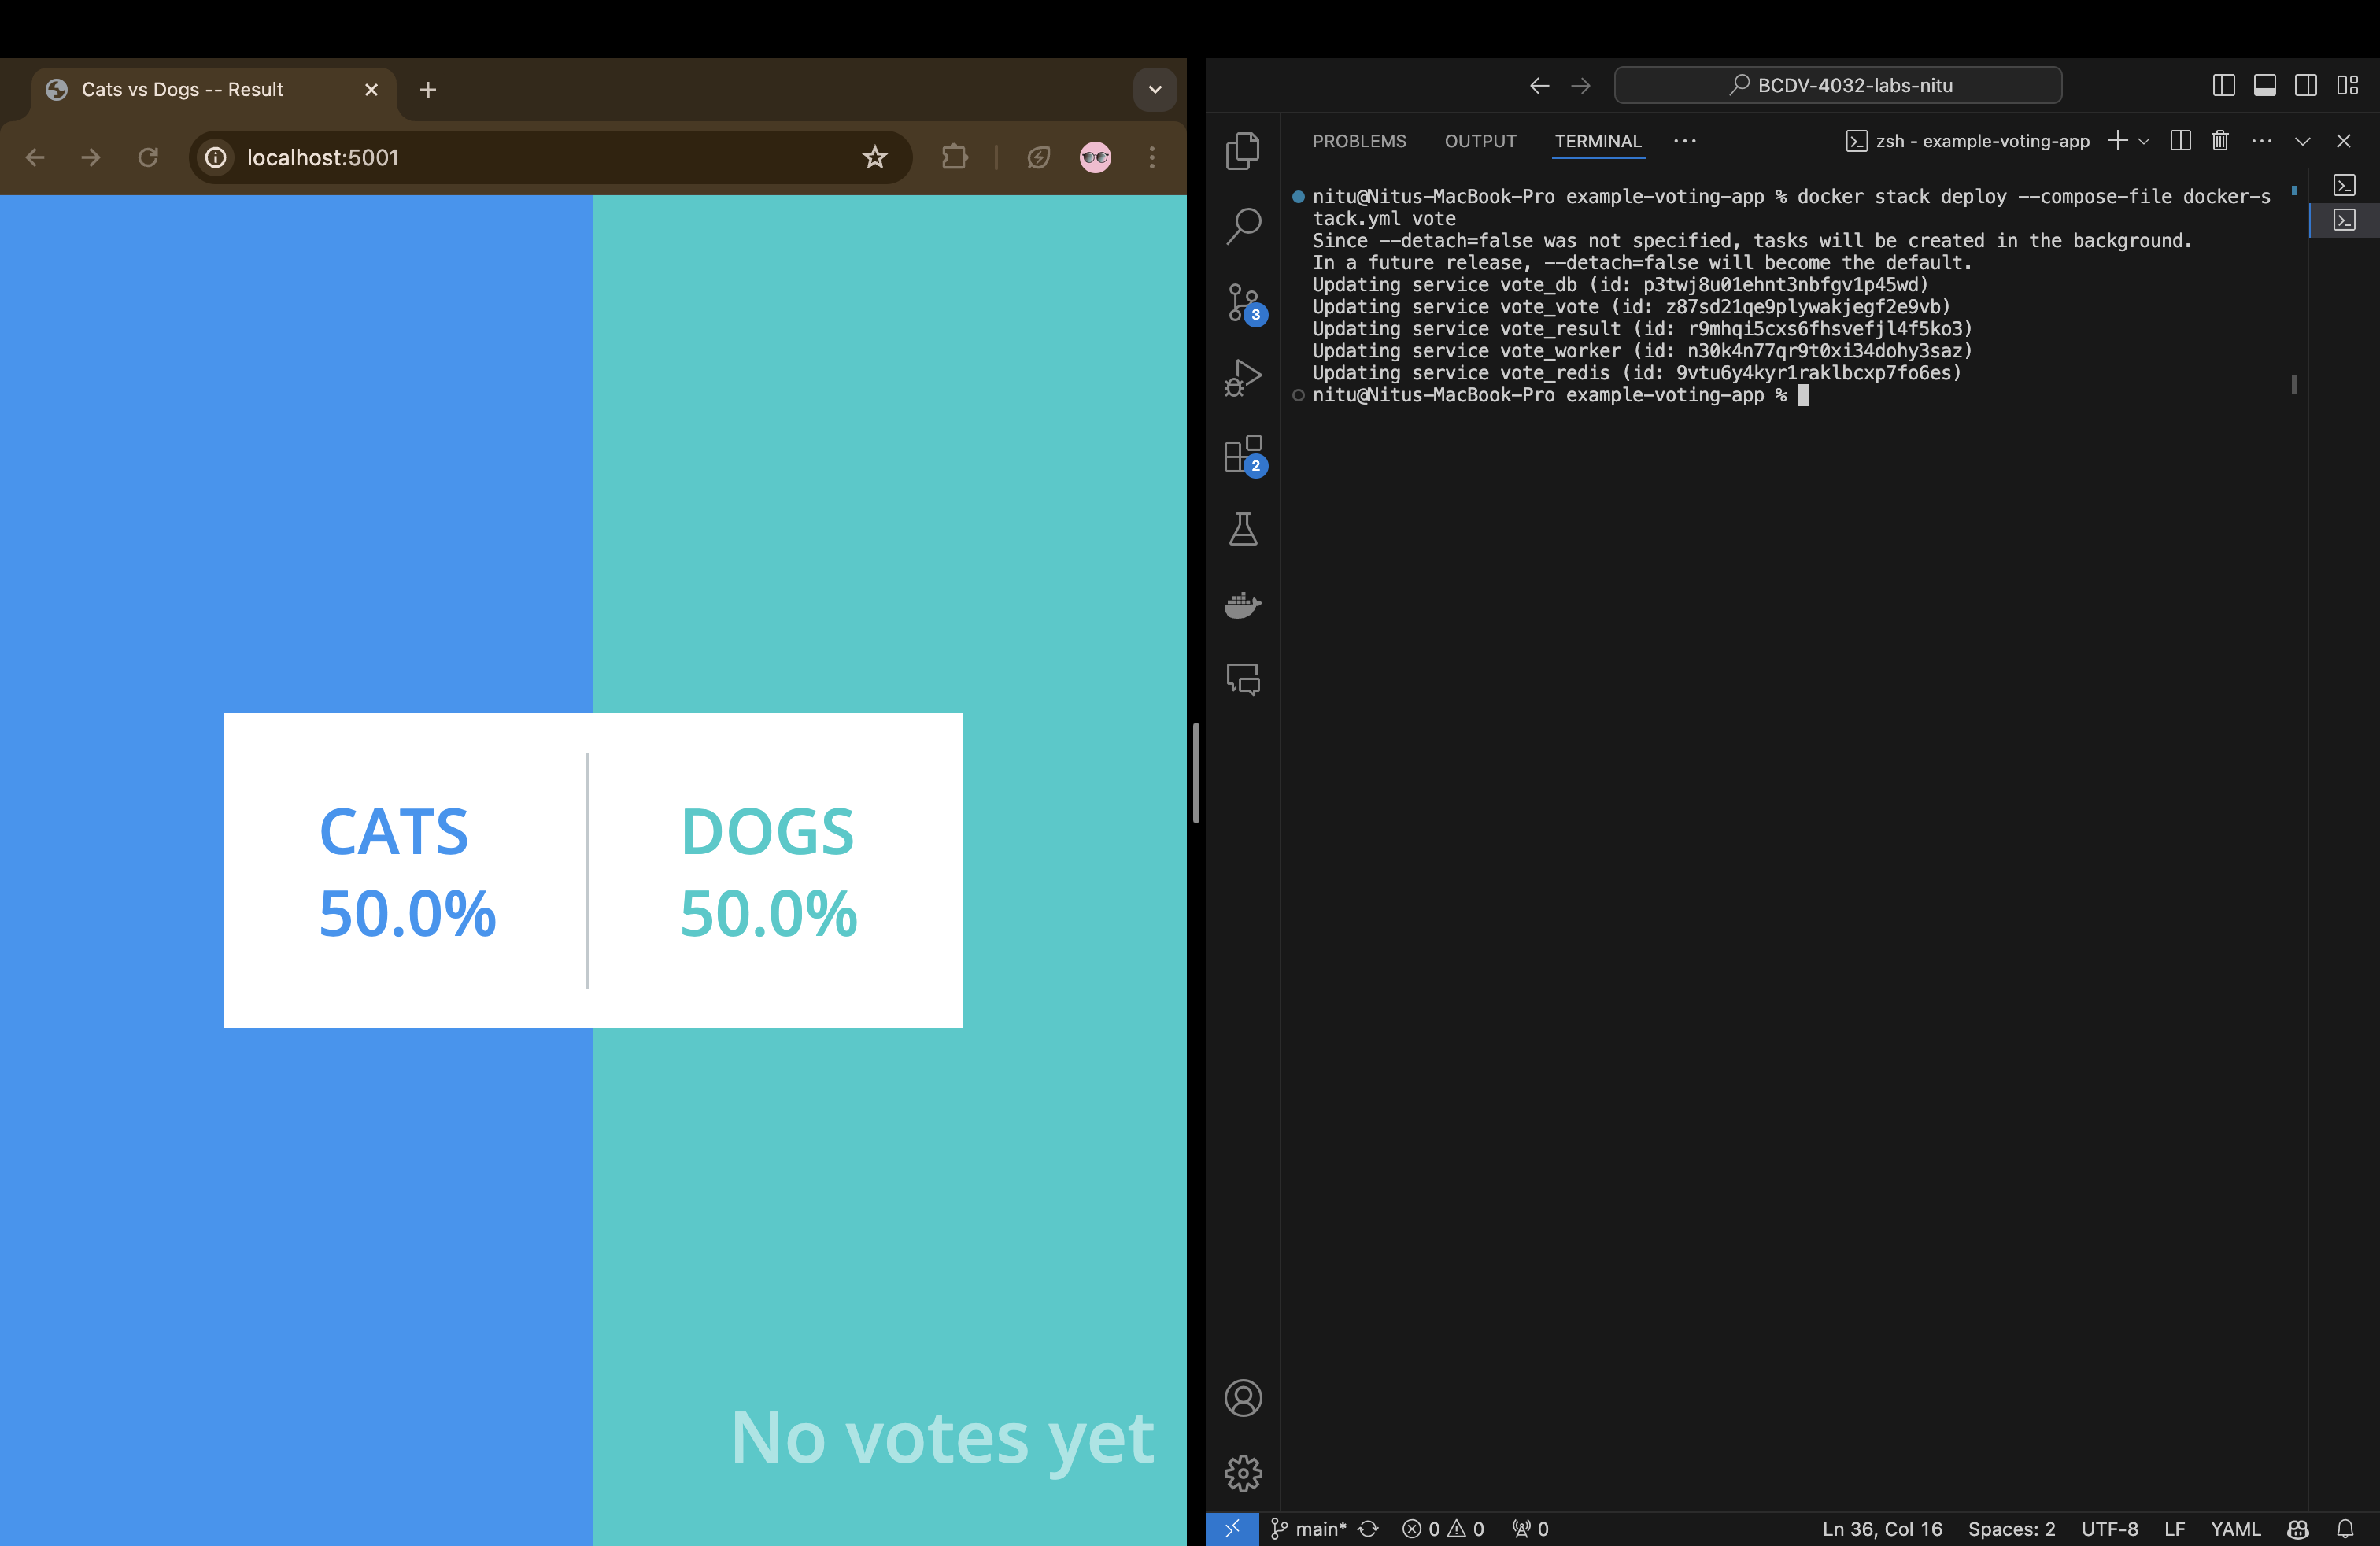 Cats vs Dogs -- Result
localhost:5001
CATS
50.0%
DOGS
50.0%
No votes yet
BCDV-4032-labs-nitu
PROBLEMS OUTPUT TERMINAL ··· zsh - example-voting-app
nitu@Nitus-MacBook-Pro example-voting-app % docker stack deploy --compose-file docker-s
tack.yml vote
Since --detach=false was not specified, tasks will be created in the background.
In a future release, --detach=false will become the default.
Updating service vote_db (id: p3twj8u01ehnt3nbfgv1p45wd)
Updating service vote_vote (id: z87sd21qe9plywakjegf2e9vb)
Updating service vote_result (id: r9mhqi5cxs6fhsvefjl4f5ko3)
Updating service vote_worker (id: n30k4n77qr9t0xi34dohy3saz)
Updating service vote_redis (id: 9vtu6y4kyr1raklbcxp7fo6es)
nitu@Nitus-MacBook-Pro example-voting-app %
3
2
main* 0 0 0 Ln 36, Col 16 Spaces: 2 UTF-8 LF YAML